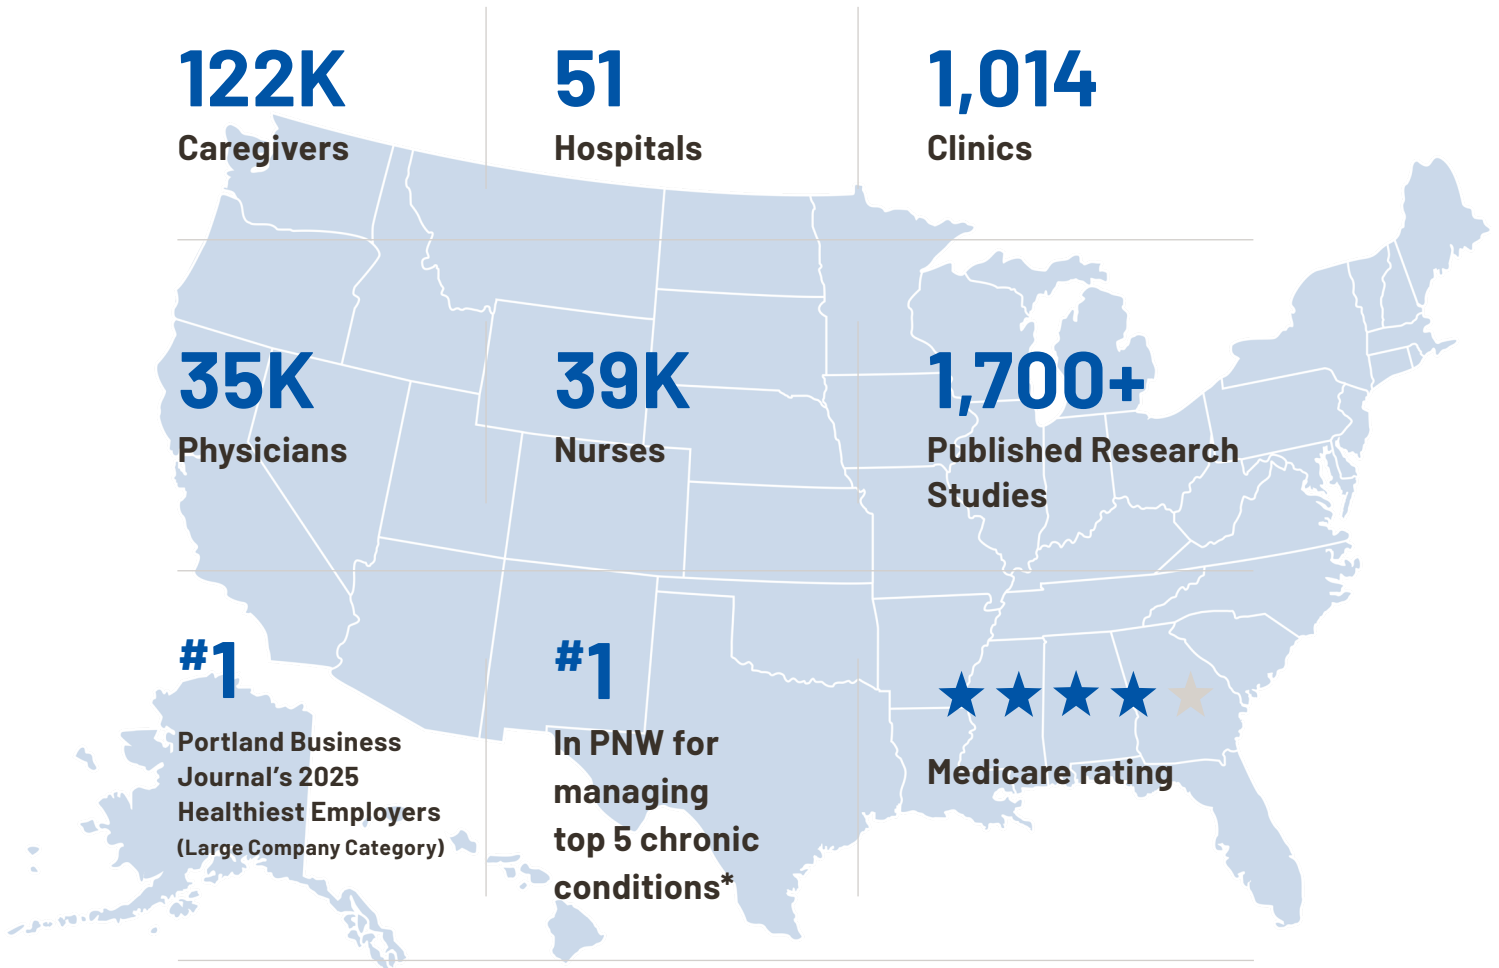 122K
Caregivers
51
Hospitals
1,014
Clinics
35K
Physicians
39K
Nurses
1,700+
Published Research
Studies
#1
Portland Business
Journal’s 2025
Healthiest Employers
(Large Company Category)
#1
In PNW for
managing
top 5 chronic
conditions*
Medicare rating